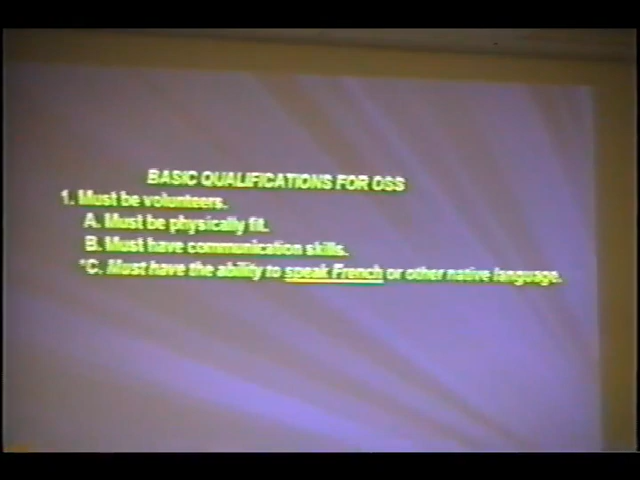 BASIC QUALIFICATIONS FOR OSS
1. Must be volunteers.
A. Must be physically fit.
B. Must have communication skills.
*C. Must have the ability to speak French or other native language.